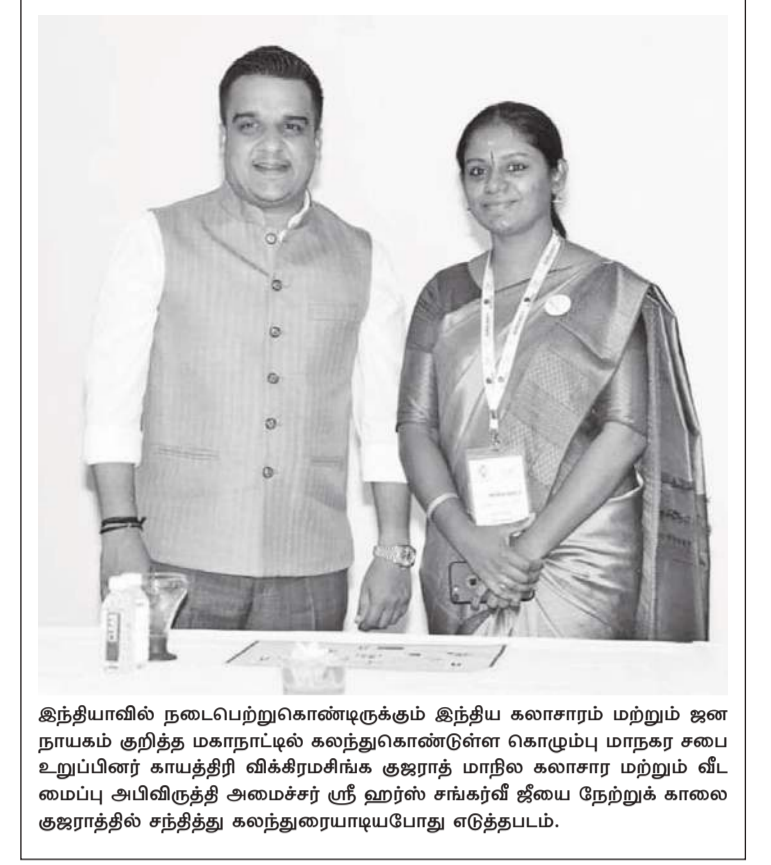 இந்தியாவில் நடைபெற்றுகொண்டிருக்கும் இந்திய கலாசாரம் மற்றும் ஜன
நாயகம் குறித்த மகாநாட்டில் கலந்துகொண்டுள்ள கொழும்பு மாநகர சபை
உறுப்பினர் காயத்திரி விக்கிரமசிங்க குஜராத் மாநில கலாசார மற்றும் வீட
மைப்பு அபிவிருத்தி அமைச்சர் ஸ்ரீ ஹர்ஸ் சங்கர்வீ ஜீயை நேற்றுக் காலை
குஜராத்தில் சந்தித்து கலந்துரையாடியபோது எடுத்தபடம்.